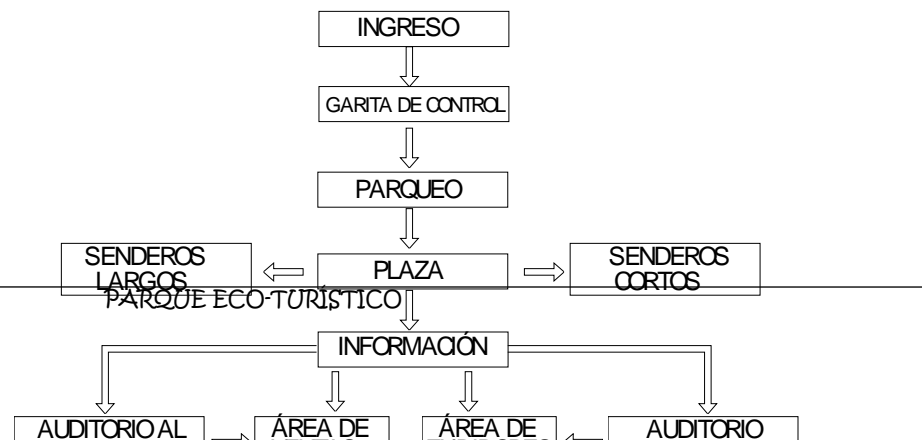 INGRESO
GARITA DE CONTROL
PARQUEO
SENDEROS
LARGOS
PLAZA
SENDEROS
CORTOS
PARQUE ECO-TURÍSTICO
INFORMACIÓN
AUDITORIO AL
ÁREA DE
ÁREA DE
AUDITORIO